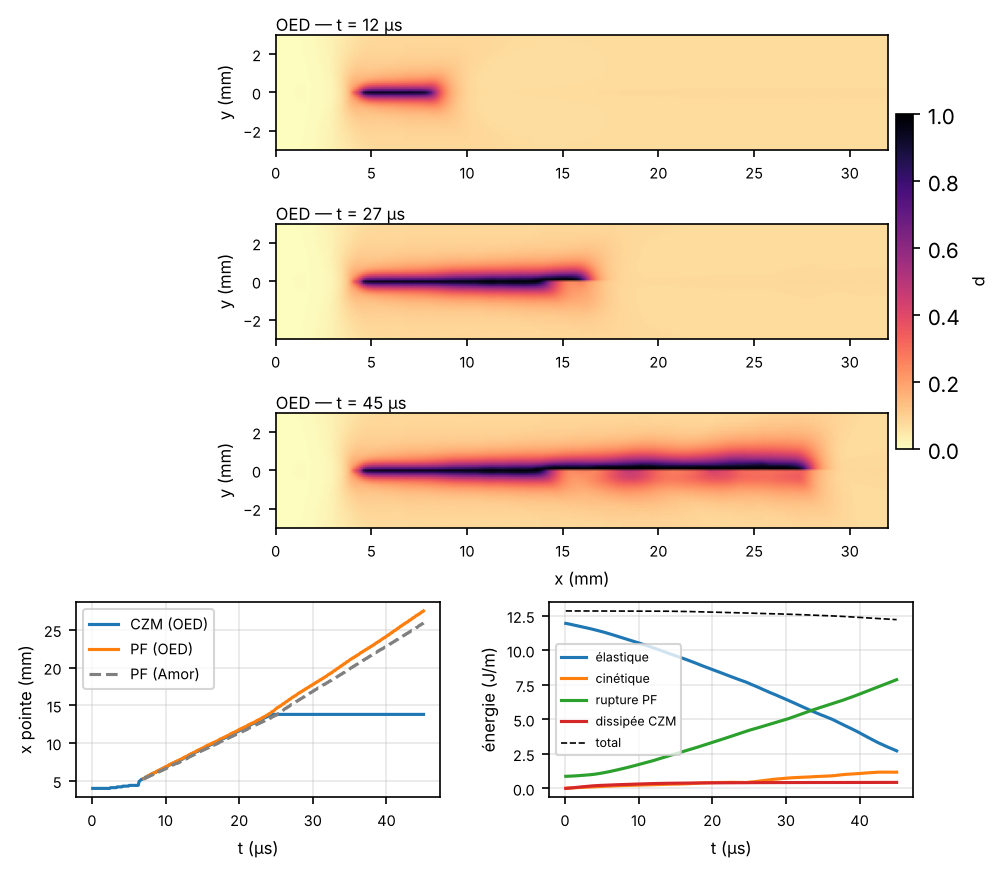 OED — t = 12 µs
2
0
−2
y (mm)
0 5 10 15 20 25 30
OED — t = 27 µs
2
0
−2
y (mm)
0 5 10 15 20 25 30
OED — t = 45 µs
2
0
−2
y (mm)
0 5 10 15 20 25 30
x (mm)
1.0
0.8
0.6
0.4
0.2
0.0
d
CZM (OED)
PF (OED)
PF (Amor)
25
20
15
10
5
x pointe (mm)
0 10 20 30 40
t (µs)
12.5
10.0
7.5
5.0
2.5
0.0
énergie (J/m)
élastique
cinétique
rupture PF
dissipée CZM
total
0 10 20 30 40
t (µs)